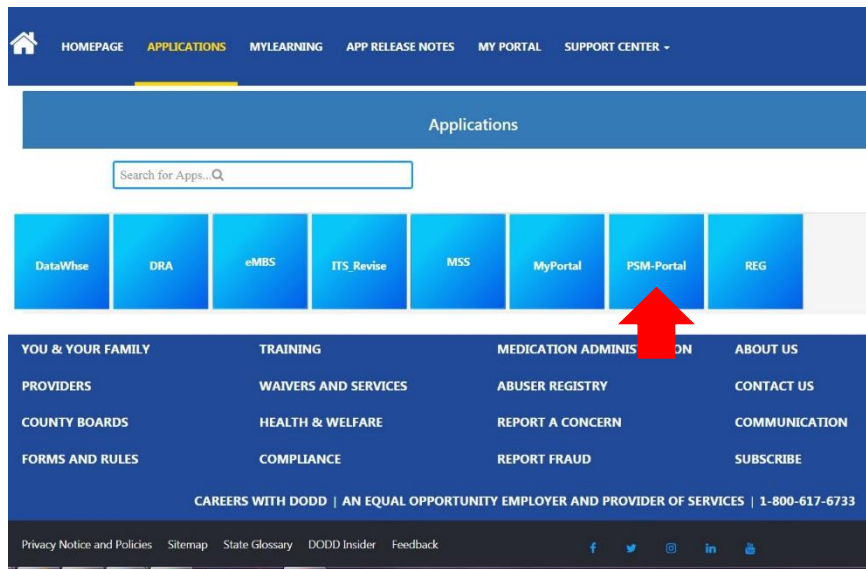 HOMEPAGE APPLICATIONS MYLEARNING APP RELEASE NOTES MY PORTAL SUPPORT CENTER
Applications
Search for Apps...
DataWhse DRA eMBS ITS_Revise MSS MyPortal PSM-Portal REG
YOU & YOUR FAMILY TRAINING MEDICATION ADMINIS ON ABOUT US
PROVIDERS WAIVERS AND SERVICES ABUSER REGISTRY CONTACT US
COUNTY BOARDS HEALTH & WELFARE REPORT A CONCERN COMMUNICATION
FORMS AND RULES COMPLIANCE REPORT FRAUD SUBSCRIBE
CAREERS WITH DODD | AN EQUAL OPPORTUNITY EMPLOYER AND PROVIDER OF SERVICES | 1-800-617-6733
Privacy Notice and Policies Sitemap State Glossary DODD Insider Feedback